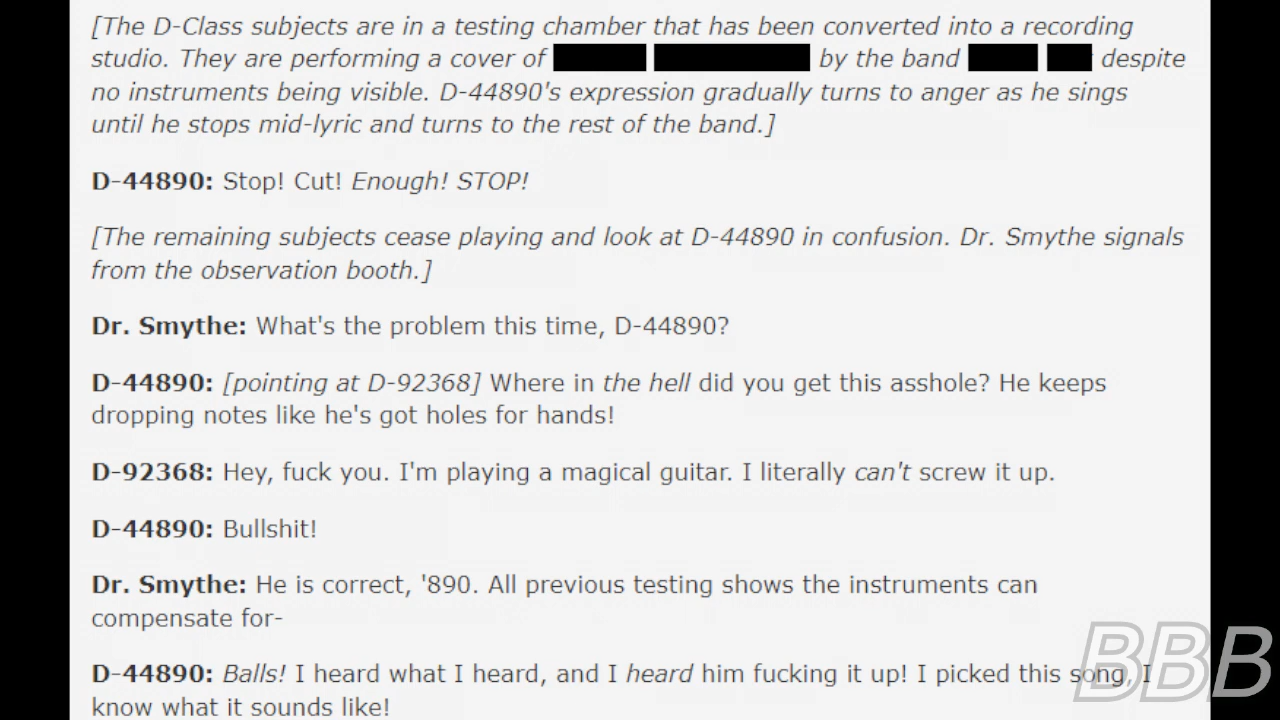 [The D-Class subjects are in a testing chamber that has been converted into a recording
studio. They are performing a cover of by the band despite
no instruments being visible. D-44890's expression gradually turns to anger as he sings
until he stops mid-lyric and turns to the rest of the band.]
D-44890: Stop! Cut! Enough! STOP!
[The remaining subjects cease playing and look at D-44890 in confusion. Dr. Smythe signals
from the observation booth.]
Dr. Smythe: What's the problem this time, D-44890?
D-44890: [pointing at D-92368] Where in the hell did you get this asshole? He keeps
dropping notes like he's got holes for hands!
D-92368: Hey, fuck you. I'm playing a magical guitar. I literally can't screw it up.
D-44890: Bullshit!
Dr. Smythe: He is correct, '890. All previous testing shows the instruments can
compensate for-
D-44890: Balls! I heard what I heard, and I heard him fucking it up! I picked this song, I
know what it sounds like!
BBB